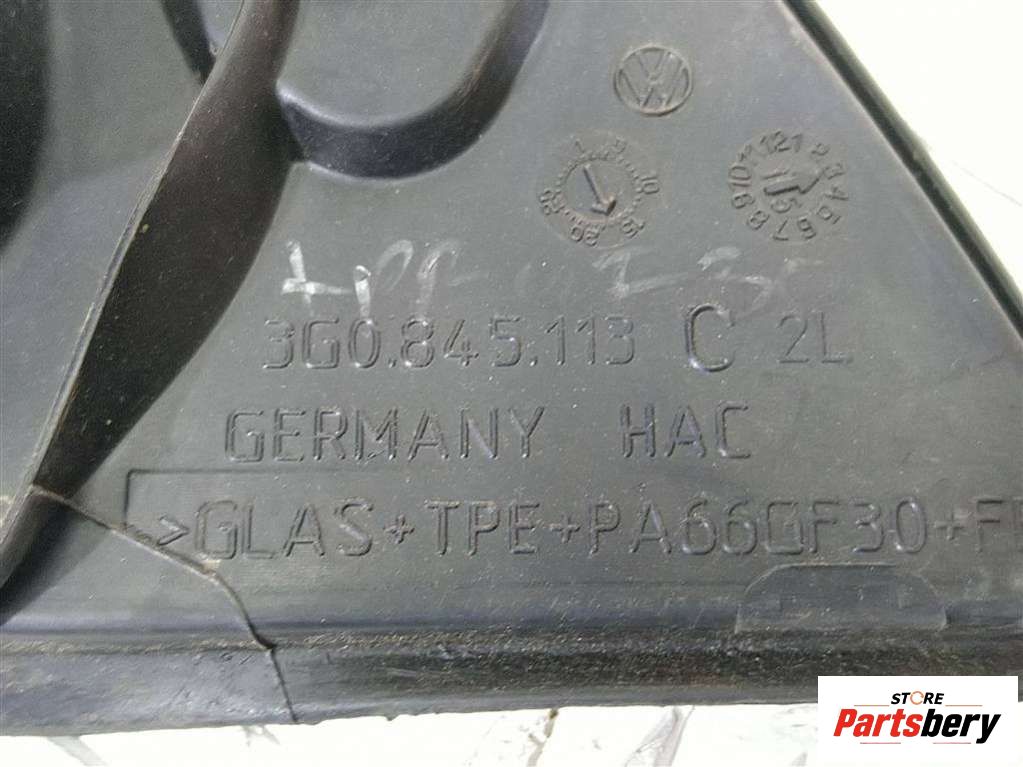 3G0.845.113 C 2L
GERMANY HAC
>GLAS+TPE+PA66GF30+
STORE
Partsbery